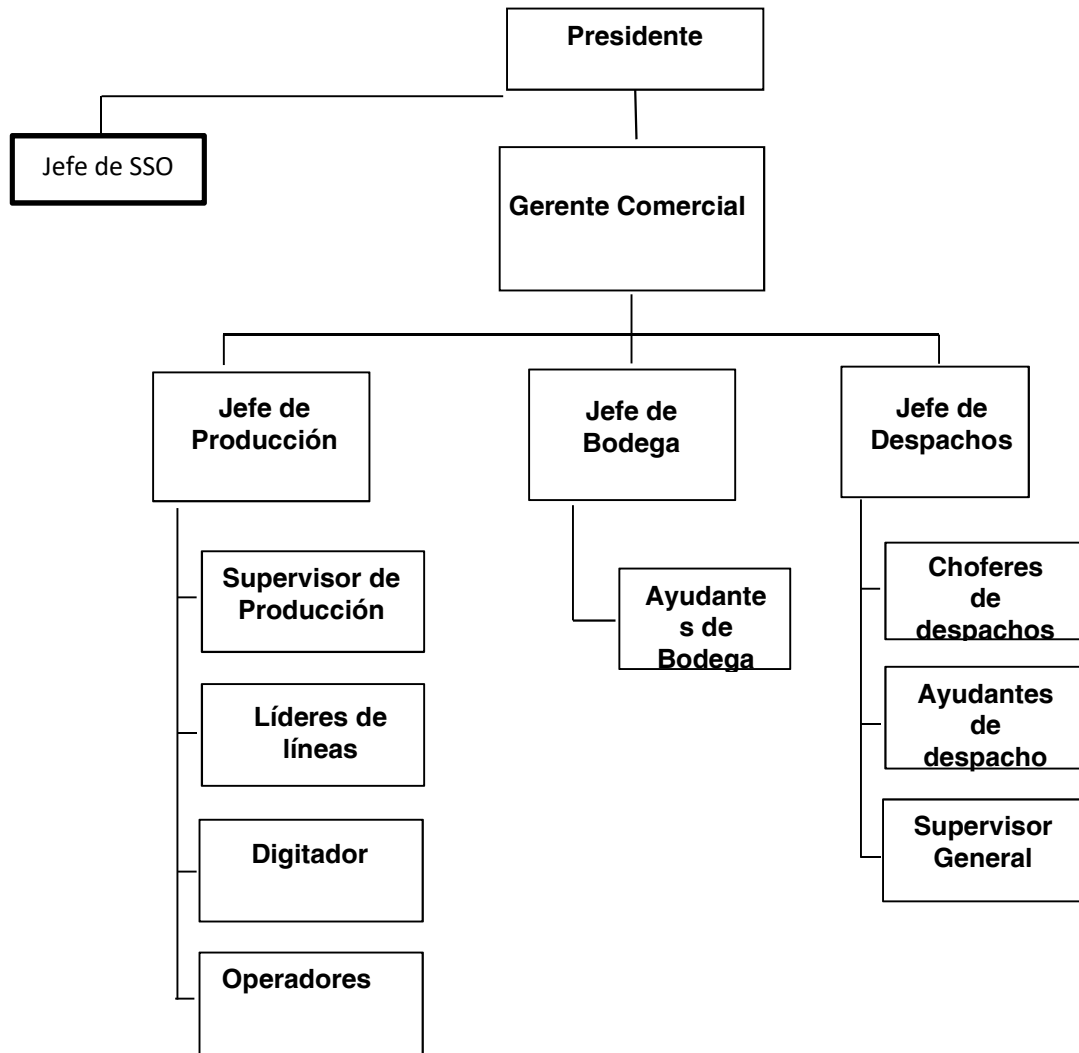 Presidente
Jefe de SSO
Gerente Comercial
Jefe de
Producción
Jefe de
Bodega
Jefe de
Despachos
Supervisor de
Producción
Líderes de
líneas
Digitador
Operadores
Ayudante
s de
Bodega
Choferes
de
despachos
Ayudantes
de
despacho
Supervisor
General